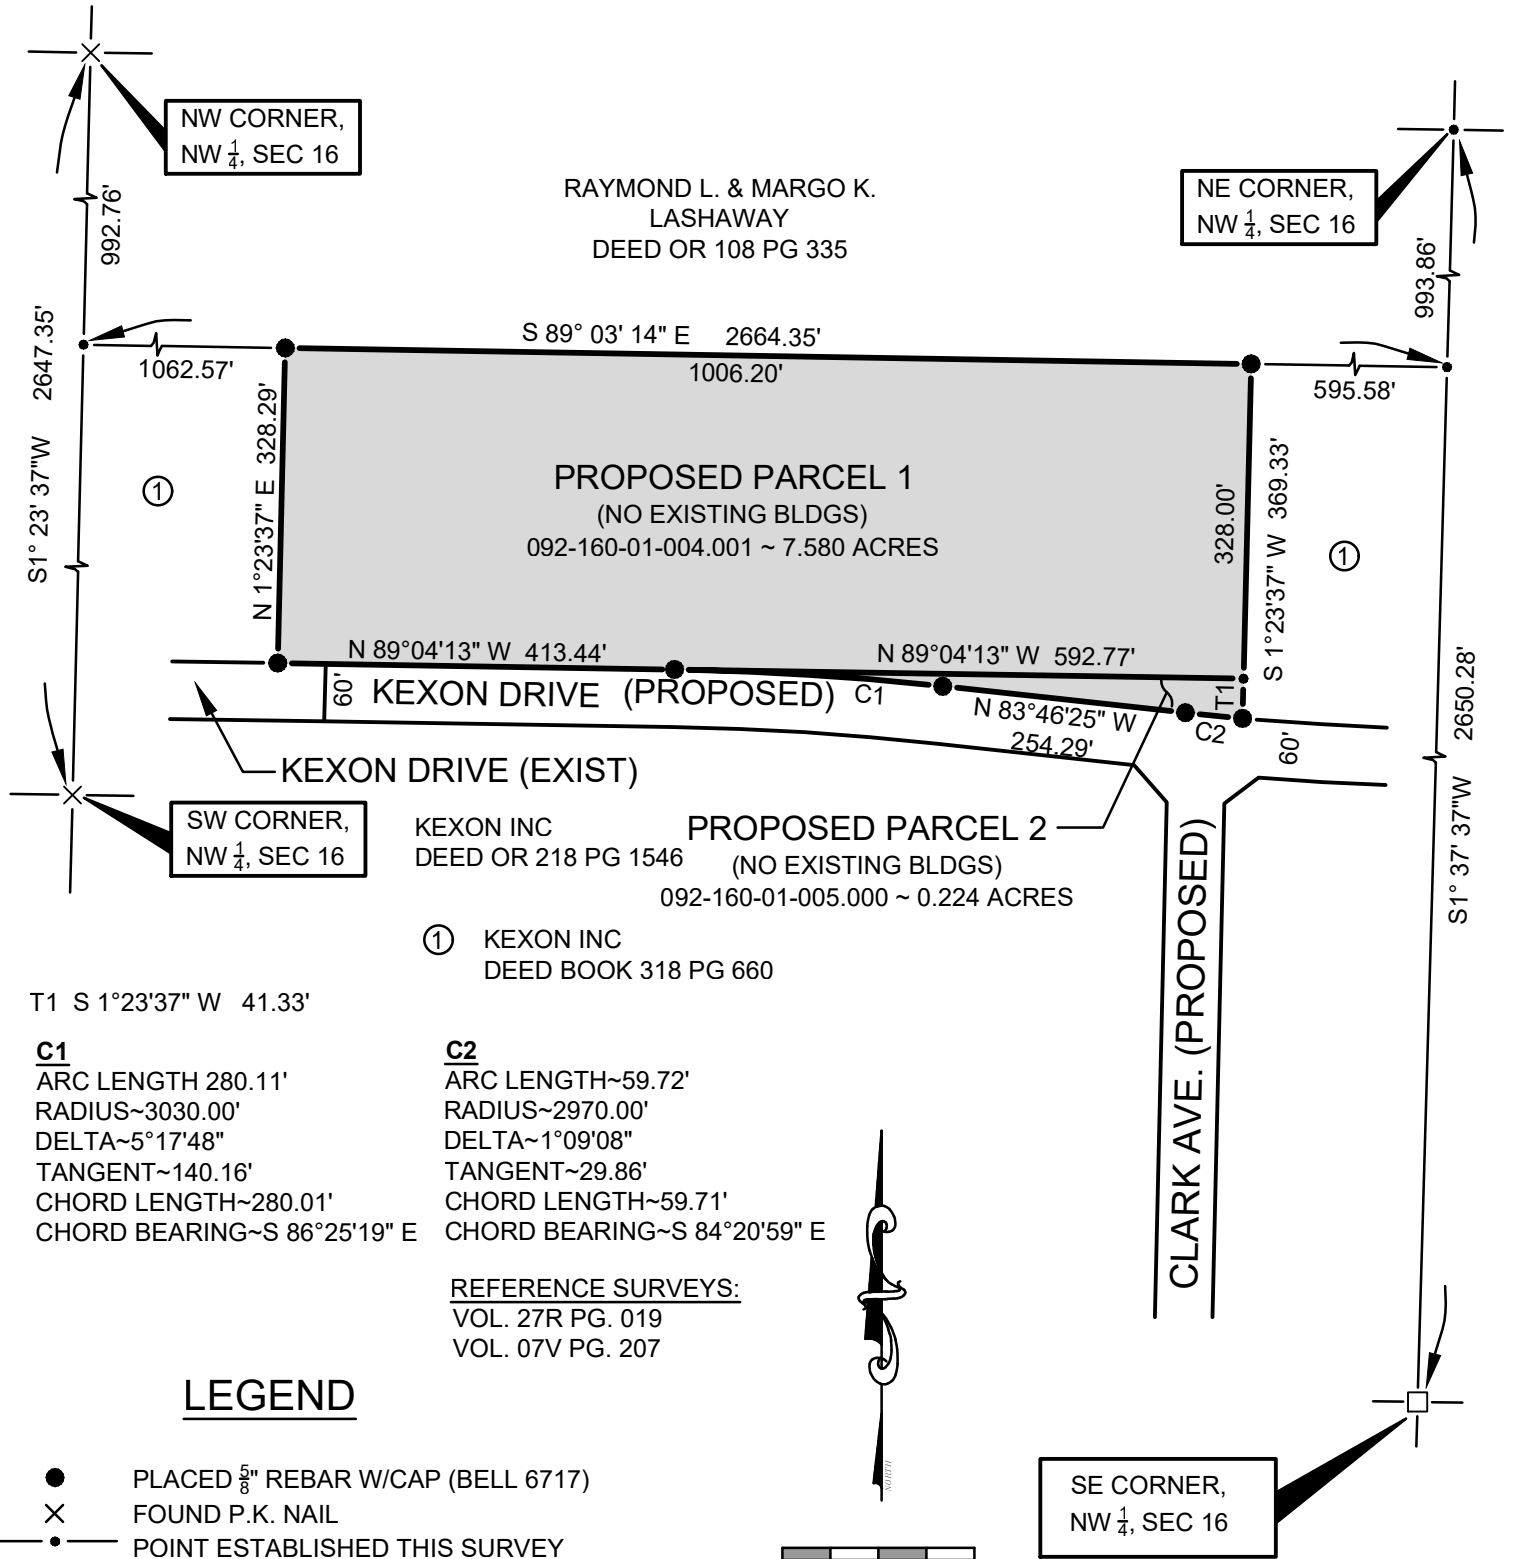 NW CORNER,
NW 1/4, SEC 16
992.76'
RAYMOND L. & MARGO K.
LASHAWAY
DEED OR 108 PG 335
NE CORNER,
NW 1/4, SEC 16
993.86'
S1° 23' 37"W 2647.35'
1062.57'
S 89° 03' 14" E 2664.35'
1006.20'
595.58'
N 1°23'37" E 328.29'
PROPOSED PARCEL 1
(NO EXISTING BLDGS)
092-160-01-004.001 ~ 7.580 ACRES
328.00'
S 1°23'37" W 369.33'
1
1
N 89°04'13" W 413.44'
N 89°04'13" W 592.77'
60'
KEXON DRIVE (PROPOSED)
C1
N 83°46'25" W
254.29'
T1
C2
60'
S1° 37' 37"W 2650.28'
KEXON DRIVE (EXIST)
SW CORNER,
NW 1/4, SEC 16
KEXON INC
DEED OR 218 PG 1546
PROPOSED PARCEL 2
(NO EXISTING BLDGS)
092-160-01-005.000 ~ 0.224 ACRES
1 KEXON INC
DEED BOOK 318 PG 660
CLARK AVE. (PROPOSED)
T1 S 1°23'37" W 41.33'
C1
ARC LENGTH 280.11'
RADIUS~3030.00'
DELTA~5°17'48"
TANGENT~140.16'
CHORD LENGTH~280.01'
CHORD BEARING~S 86°25'19" E
C2
ARC LENGTH~59.72'
RADIUS~2970.00'
DELTA~1°09'08"
TANGENT~29.86'
CHORD LENGTH~59.71'
CHORD BEARING~S 84°20'59" E
REFERENCE SURVEYS:
VOL. 27R PG. 019
VOL. 07V PG. 207
NORTH
LEGEND
PLACED 5/8" REBAR W/CAP (BELL 6717)
FOUND P.K. NAIL
POINT ESTABLISHED THIS SURVEY
SE CORNER,
NW 1/4, SEC 16